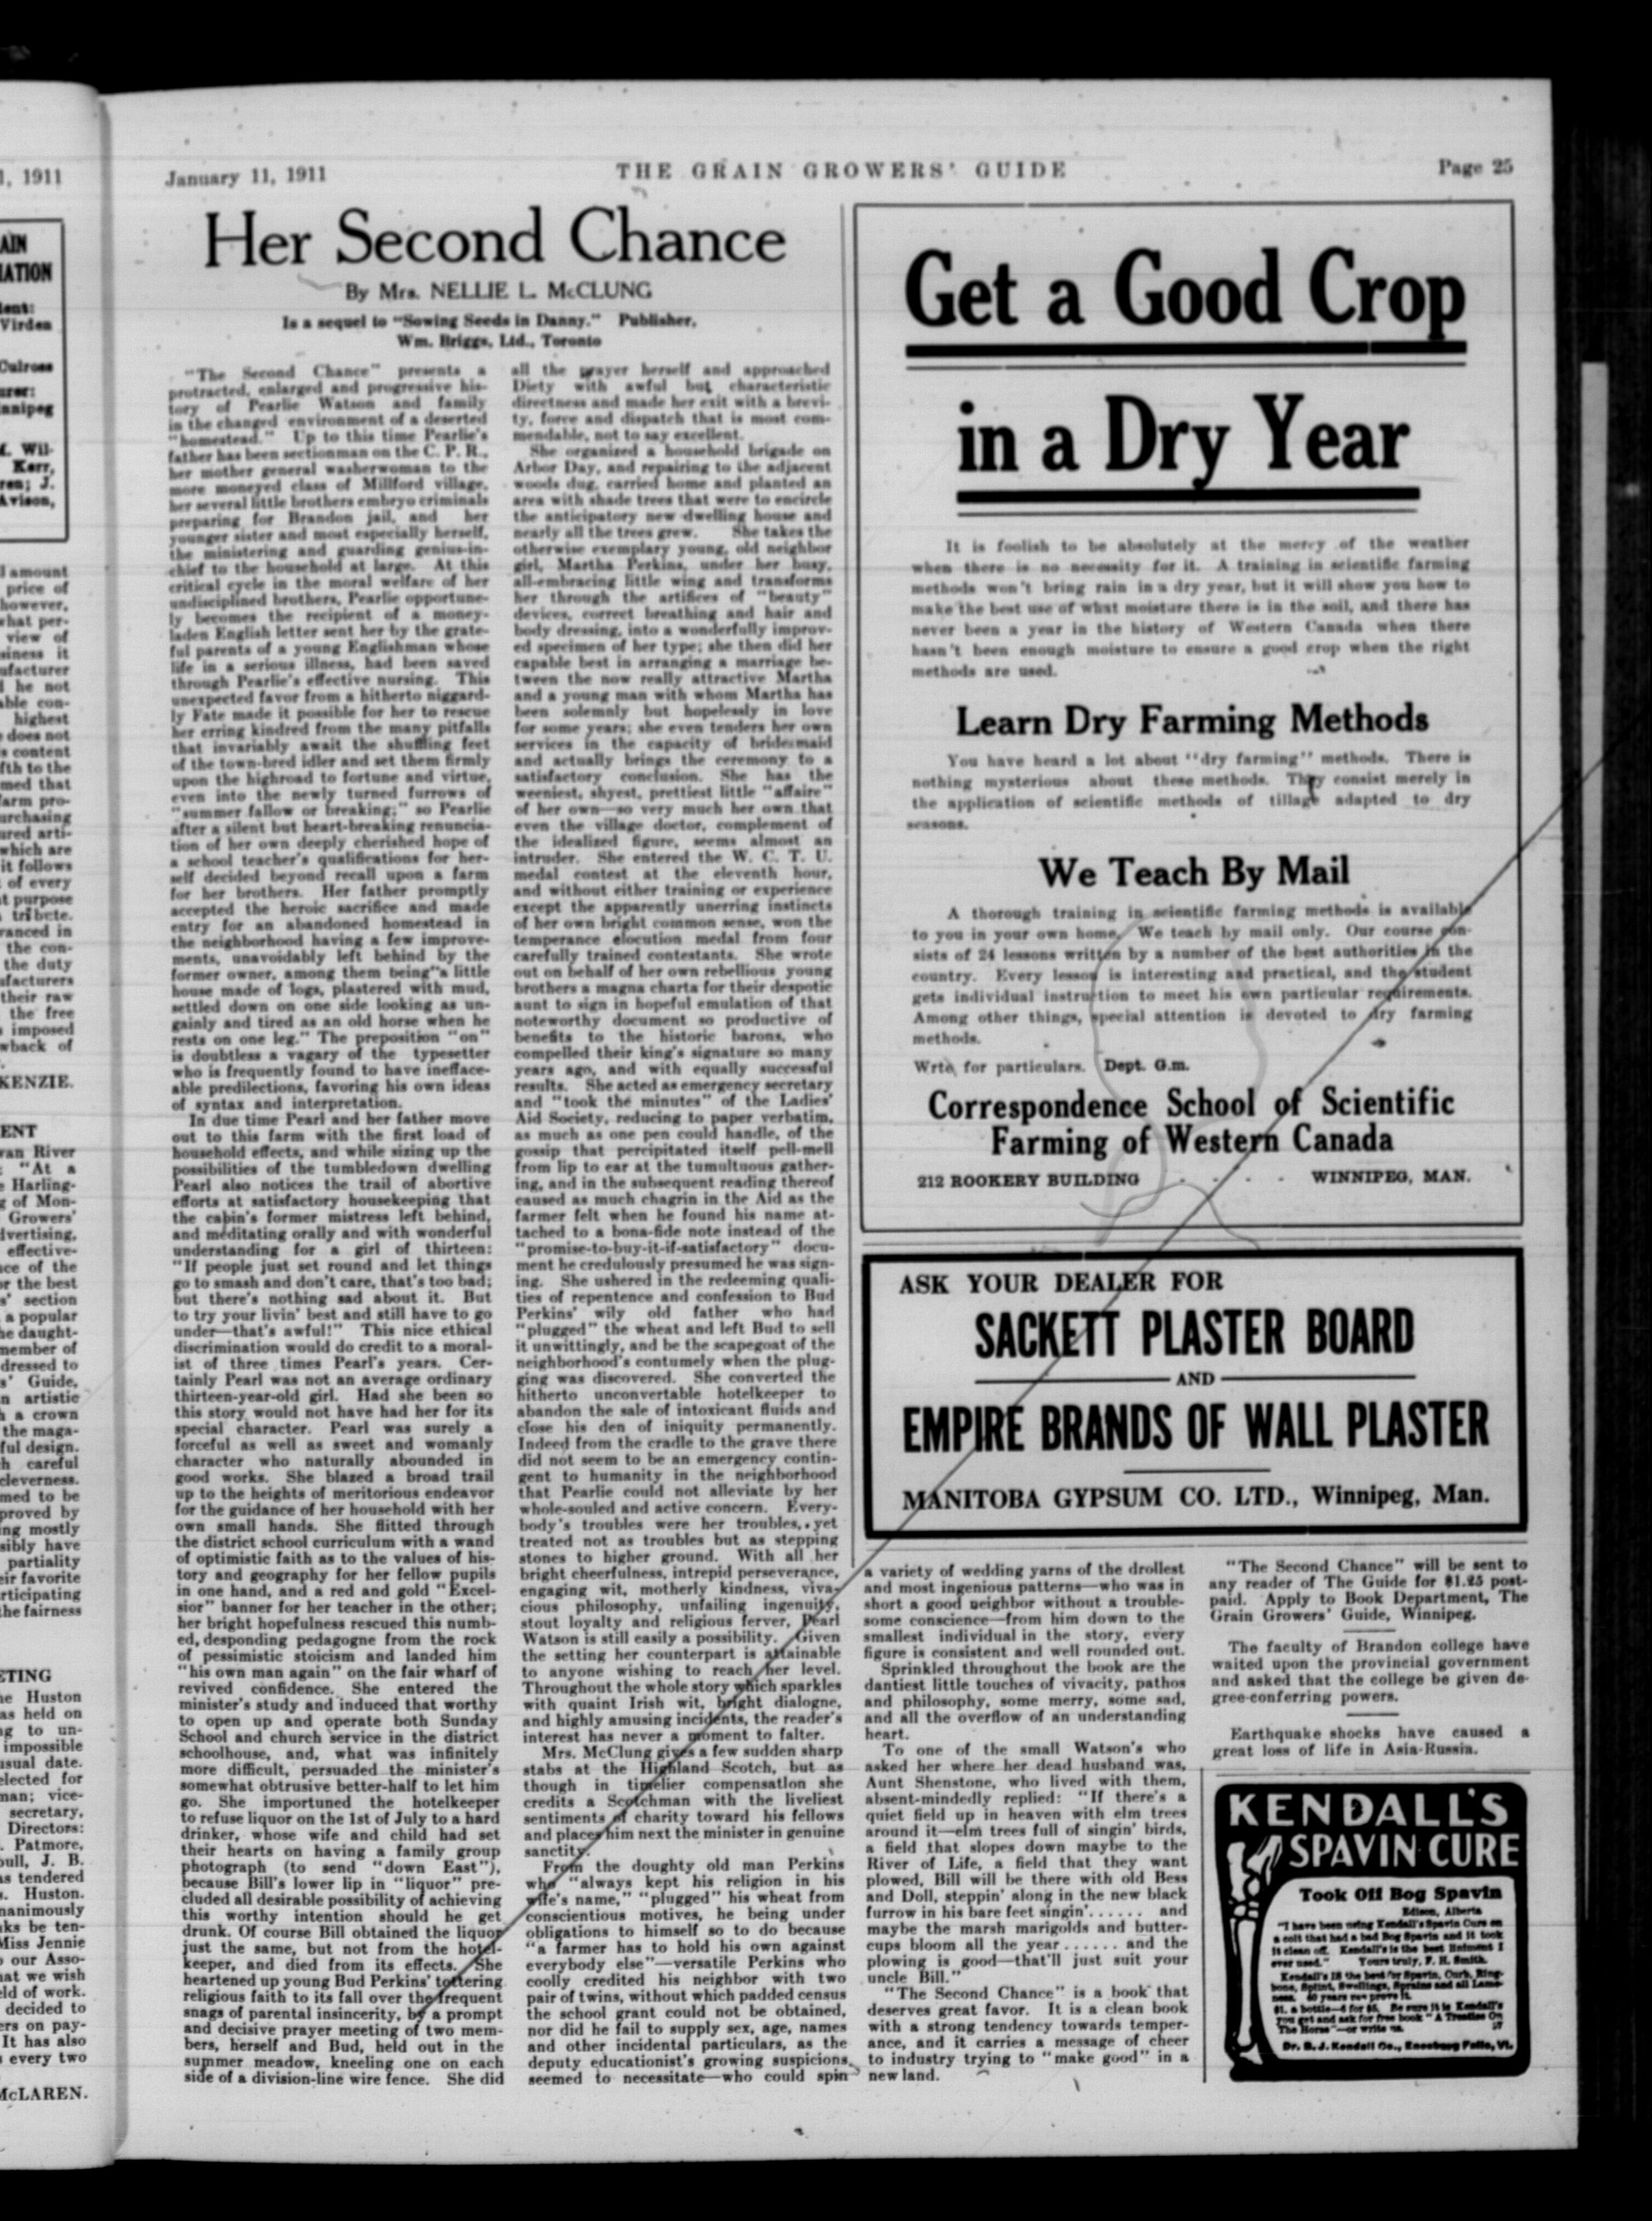 January 11, 1911
THE GRAIN GROWERS' GUIDE
Page 25
Her Second Chance
By Mrs. NELLIE L. McCLUNG
Is a sequel to "Sowing Seeds in Danny." Publisher,
Wm. Briggs, Ltd., Toronto
"The Second Chance" presents a
protracted, enlarged and progressive his-
tory of Pearlie Watson and family
in the changed environment of a deserted
"homestead." Up to this time Pearlie's
father has been sectionman on the C. P. R.,
her mother general washerwoman to the
more moneyed class of Millford village,
her several little brothers embryo criminals
preparing for Brandon jail, and her
younger sister and most especially herself,
the ministering and guarding genius-in-
chief to the household at large. At this
critical cycle in the moral welfare of her
undisciplined brothers, Pearlie opportune-
ly becomes the recipient of a money-
laden English letter sent her by the grate-
ful parents of a young Englishman whose
life in a serious illness, had been saved
through Pearlie's effective nursing. This
unexpected favor from a hitherto niggard-
ly Fate made it possible for her to rescue
her erring kindred from the many pitfalls
that invariably await the shuffling feet
of the town-bred idler and set them firmly
upon the highroad to fortune and virtue,
even into the newly turned furrows of
"summer fallow or breaking;" so Pearlie
after a silent but heart-breaking renuncia-
tion of her own deeply cherished hope of
a school teacher's qualifications for her-
self decided beyond recall upon a farm
for her brothers. Her father promptly
accepted the heroic sacrifice and made
entry for an abandoned homestead in
the neighborhood having a few improve-
ments, unavoidably left behind by the
former owner, among them being "a little
house made of logs, plastered with mud,
settled down on one side looking as un-
gainly and tired as an old horse when he
rests on one leg." The preposition "on"
is doubtless a vagary of the typesetter
who is frequently found to have inefface-
able predilections, favoring his own ideas
of syntax and interpretation.
In due time Pearl and her father move
out to this farm with the first load of
household effects, and while sizing up the
possibilities of the tumbledown dwelling
Pearl also notices the trail of abortive
efforts at satisfactory housekeeping that
the cabin's former mistress left behind,
and meditating orally and with wonderful
understanding for a girl of thirteen:
"If people just set round and let things
go to smash and don't care, that's too bad;
but there's nothing sad about it. But
to try your livin' best and still have to go
under—that's awful!" This nice ethical
discrimination would do credit to a moral-
ist of three times Pearl's years. Cer-
tainly Pearl was not an average ordinary
thirteen-year-old girl. Had she been so
this story would not have had her for its
special character. Pearl was surely a
forceful as well as sweet and womanly
character who naturally abounded in
good works. She blazed a broad trail
up to the heights of meritorious endeavor
for the guidance of her household with her
own small hands. She flitted through
the district school curriculum with a wand
of optimistic faith as to the values of his-
tory and geography for her fellow pupils
in one hand, and a red and gold "Excel-
sior" banner for her teacher in the other;
her bright hopefulness rescued this numb-
ed, desponding pedagogne from the rock
of pessimistic stoicism and landed him
"his own man again" on the fair wharf of
revived confidence. She entered the
minister's study and induced that worthy
to open up and operate both Sunday
School and church service in the district
schoolhouse, and, what was infinitely
more difficult, persuaded the minister's
somewhat obtrusive better-half to let him
go. She importuned the hotelkeeper
to refuse liquor on the 1st of July to a hard
drinker, whose wife and child had set
their hearts on having a family group
photograph (to send "down East"),
because Bill's lower lip in "liquor" pre-
cluded all desirable possibility of achieving
this worthy intention should he get
drunk. Of course Bill obtained the liquor
just the same, but not from the hotel-
keeper, and died from its effects. She
heartened up young Bud Perkins' tottering
religious faith to its fall over the frequent
snags of parental insincerity, by a prompt
and decisive prayer meeting of two mem-
bers, herself and Bud, held out in the
summer meadow, kneeling one on each
side of a division-line wire fence. She did
all the prayer herself and approached
Diety with awful but characteristic
directness and made her exit with a brevi-
ty, force and dispatch that is most com-
mendable, not to say excellent.
She organized a household brigade on
Arbor Day, and repairing to the adjacent
woods dug, carried home and planted an
area with shade trees that were to encircle
the anticipatory new dwelling house and
nearly all the trees grew. She takes the
otherwise exemplary young, old neighbor
girl, Martha Perkins, under her busy,
all-embracing little wing and transforms
her through the artifices of "beauty"
devices, correct breathing and hair and
body dressing, into a wonderfully improv-
ed specimen of her type; she then did her
capable best in arranging a marriage be-
tween the now really attractive Martha
and a young man with whom Martha has
been solemnly but hopelessly in love
for some years; she even tenders her own
services in the capacity of bridesmaid
and actually brings the ceremony to a
satisfactory conclusion. She has the
weeniest, shyest, prettiest little "affaire"
of her own—so very much her own that
even the village doctor, complement of
the idealized figure, seems almost an
intruder. She entered the W. C. T. U.
medal contest at the eleventh hour,
and without either training or experience
except the apparently unerring instincts
of her own bright common sense, won the
temperance elocution medal from four
carefully trained contestants. She wrote
out on behalf of her own rebellious young
brothers a magna charta for their despotic
aunt to sign in hopeful emulation of that
noteworthy document so productive of
benefits to the historic barons, who
compelled their king's signature so many
years ago, and with equally successful
results. She acted as emergency secretary
and "took the minutes" of the Ladies'
Aid Society, reducing to paper verbatim,
as much as one pen could handle, of the
gossip that percipitated itself pell-mell
from lip to ear at the tumultuous gather-
ing, and in the subsequent reading thereof
caused as much chagrin in the Aid as the
farmer felt when he found his name at-
tached to a bona-fide note instead of the
"promise-to-buy-it-if-satisfactory" docu-
ment he credulously presumed he was sign-
ing. She ushered in the redeeming quali-
ties of repentence and confession to Bud
Perkins' wily old father who had
"plugged" the wheat and left Bud to sell
it unwittingly, and be the scapegoat of the
neighborhood's contumely when the plug-
ging was discovered. She converted the
hitherto unconvertable hotelkeeper to
abandon the sale of intoxicant fluids and
close his den of iniquity permanently.
Indeed from the cradle to the grave there
did not seem to be an emergency contin-
gent to humanity in the neighborhood
that Pearlie could not alleviate by her
whole-souled and active concern. Every-
body's troubles were her troubles, yet
treated not as troubles but as stepping
stones to higher ground. With all her
bright cheerfulness, intrepid perseverance,
engaging wit, motherly kindness, viva-
cious philosophy, unfailing ingenuity,
stout loyalty and religious ferver, Pearl
Watson is still easily a possibility. Given
the setting her counterpart is attainable
to anyone wishing to reach her level.
Throughout the whole story which sparkles
with quaint Irish wit, bright dialogne,
and highly amusing incidents, the reader's
interest has never a moment to falter.
Mrs. McClung gives a few sudden sharp
stabs at the Highland Scotch, but as
though in timelier compensation she
credits a Scotchman with the liveliest
sentiments of charity toward his fellows
and places him next the minister in genuine
sanctity.
From the doughty old man Perkins
who "always kept his religion in his
wife's name," "plugged" his wheat from
conscientious motives, he being under
obligations to himself so to do because
"a farmer has to hold his own against
everybody else"—versatile Perkins who
coolly credited his neighbor with two
pair of twins, without which padded census
the school grant could not be obtained,
nor did he fail to supply sex, age, names
and other incidental particulars, as the
deputy educationist's growing suspicions
seemed to necessitate—who could spin
a variety of wedding yarns of the drollest
and most ingenious patterns—who was in
short a good neighbor without a trouble-
some conscience—from him down to the
smallest individual in the story, every
figure is consistent and well rounded out.
Sprinkled throughout the book are the
dantiest little touches of vivacity, pathos
and philosophy, some merry, some sad,
and all the overflow of an understanding
heart.
To one of the small Watson's who
asked her where her dead husband was,
Aunt Shenstone, who lived with them,
absent-mindedly replied: "If there's a
quiet field up in heaven with elm trees
around it—elm trees full of singin' birds,
a field that slopes down maybe to the
River of Life, a field that they want
plowed, Bill will be there with old Bess
and Doll, steppin' along in the new black
furrow in his bare feet singin'...... and
maybe the marsh marigolds and butter-
cups bloom all the year...... and the
plowing is good—that'll just suit your
uncle Bill."
"The Second Chance" is a book that
deserves great favor. It is a clean book
with a strong tendency towards temper-
ance, and it carries a message of cheer
to industry trying to "make good" in a
new land.
"The Second Chance" will be sent to
any reader of The Guide for $1.25 post-
paid. Apply to Book Department, The
Grain Growers' Guide, Winnipeg.
The faculty of Brandon college have
waited upon the provincial government
and asked that the college be given de-
gree-conferring powers.
Earthquake shocks have caused a
great loss of life in Asia-Russia.
Get a Good Crop
in a Dry Year
It is foolish to be absolutely at the mercy of the weather
when there is no necessity for it. A training in scientific farming
methods won't bring rain in a dry year, but it will show you how to
make the best use of what moisture there is in the soil, and there has
never been a year in the history of Western Canada when there
hasn't been enough moisture to ensure a good crop when the right
methods are used.
Learn Dry Farming Methods
You have heard a lot about "dry farming" methods. There is
nothing mysterious about these methods. They consist merely in
the application of scientific methods of tillage adapted to dry
seasons.
We Teach By Mail
A thorough training in scientific farming methods is available
to you in your own home. We teach by mail only. Our course con-
sists of 24 lessons written by a number of the best authorities in the
country. Every lesson is interesting and practical, and the student
gets individual instruction to meet his own particular requirements.
Among other things, special attention is devoted to dry farming
methods.
Wrte for particulars. Dept. G.m.
Correspondence School of Scientific
Farming of Western Canada
212 ROOKERY BUILDING - - - - WINNIPEG, MAN.
ASK YOUR DEALER FOR
SACKETT PLASTER BOARD
AND
EMPIRE BRANDS OF WALL PLASTER
MANITOBA GYPSUM CO. LTD., Winnipeg, Man.
KENDALL'S
SPAVIN CURE
Took Off Bog Spavin
Edison, Alberta
"I have been using Kendall's Spavin Cure on
a colt that had a bad Bog Spavin and it took
it clean off. Kendall's is the best liniment I
ever used." Yours truly, F. H. Smith.
Kendall's is the best for Spavin, Curb, Ring-
bone, Splint, Swellings, Sprains and all Lame-
ness. 40 years use prove it.
$1. a bottle—6 for $5. Be sure it is Kendall's
you get and ask for free book "A Treatise On
The Horse"—or write us.
Dr. B. J. Kendall Co., Enosburg Falls, Vt.